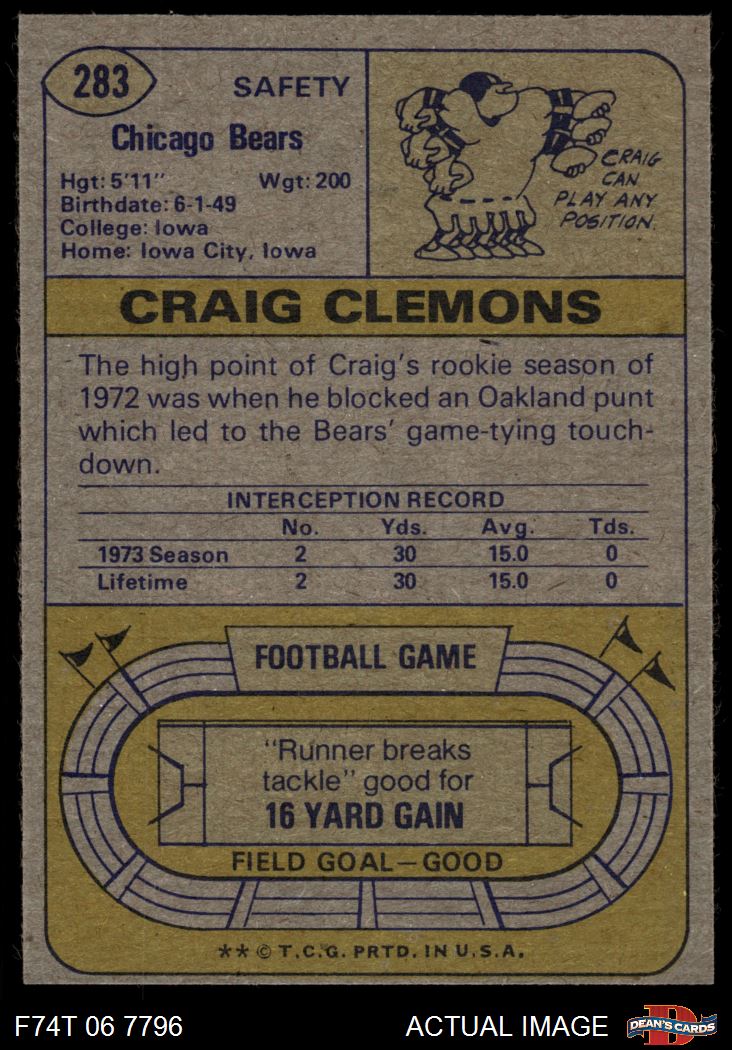 283
SAFETY
Chicago Bears
Hgt: 5'11" Wgt: 200
Birthdate: 6-1-49
College: Iowa
Home: Iowa City, Iowa
CRAIG
CAN
PLAY ANY
POSITION.
CRAIG CLEMONS
The high point of Craig's rookie season of
1972 was when he blocked an Oakland punt
which led to the Bears' game-tying touch-
down.
INTERCEPTION RECORD
No. Yds. Avg. Tds.
1973 Season 2 30 15.0 0
Lifetime 2 30 15.0 0
FOOTBALL GAME
"Runner breaks
tackle" good for
16 YARD GAIN
FIELD GOAL—GOOD
** © T.C.G. PRTD. IN U.S.A.
F74T 06 7796 ACTUAL IMAGE
D
DEAN'S CARDS